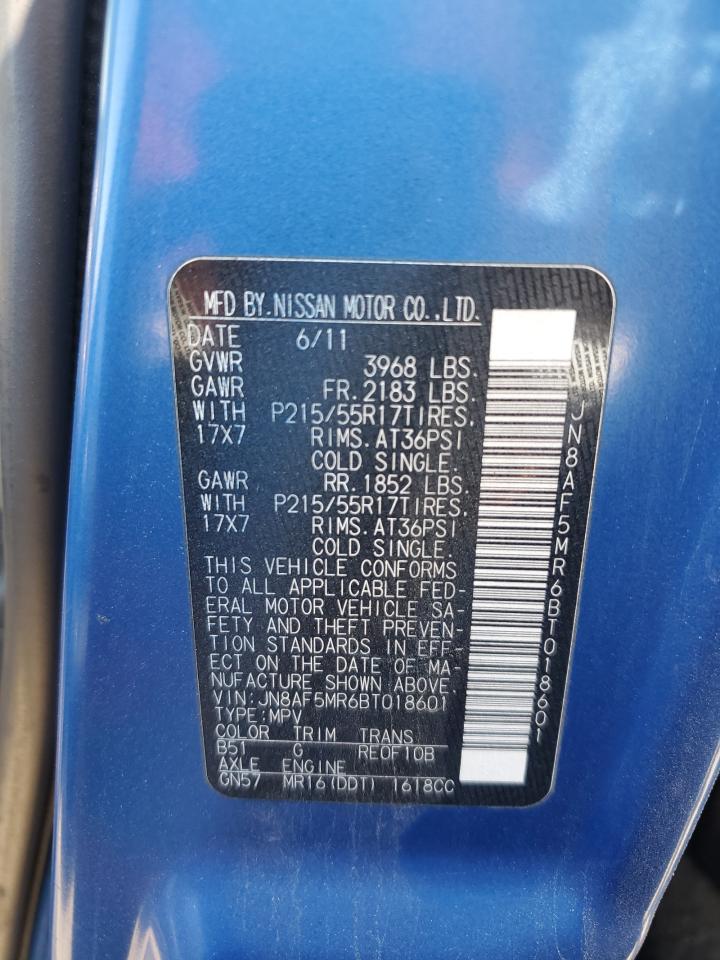 MFD BY.NISSAN MOTOR CO.,LTD.
DATE 6/11
GVWR 3968 LBS.
GAWR FR.2183 LBS.
WITH P215/55R17TIRES,
17X7 RIMS.AT36PSI
COLD SINGLE.
GAWR RR.1852 LBS.
WITH P215/55R17TIRES,
17X7 RIMS.AT36PSI
COLD SINGLE.
THIS VEHICLE CONFORMS
TO ALL APPLICABLE FED-
ERAL MOTOR VEHICLE SA-
FETY AND THEFT PREVEN-
TION STANDARDS IN EFF-
ECT ON THE DATE OF MA-
NUFACTURE SHOWN ABOVE.
VIN:JN8AF5MR6BT018601
TYPE:MPV
COLOR TRIM TRANS
B51 G RE0F10B
AXLE ENGINE
GN57 MR16(DDT) 1618CC
JN8AF5MR6BT018601